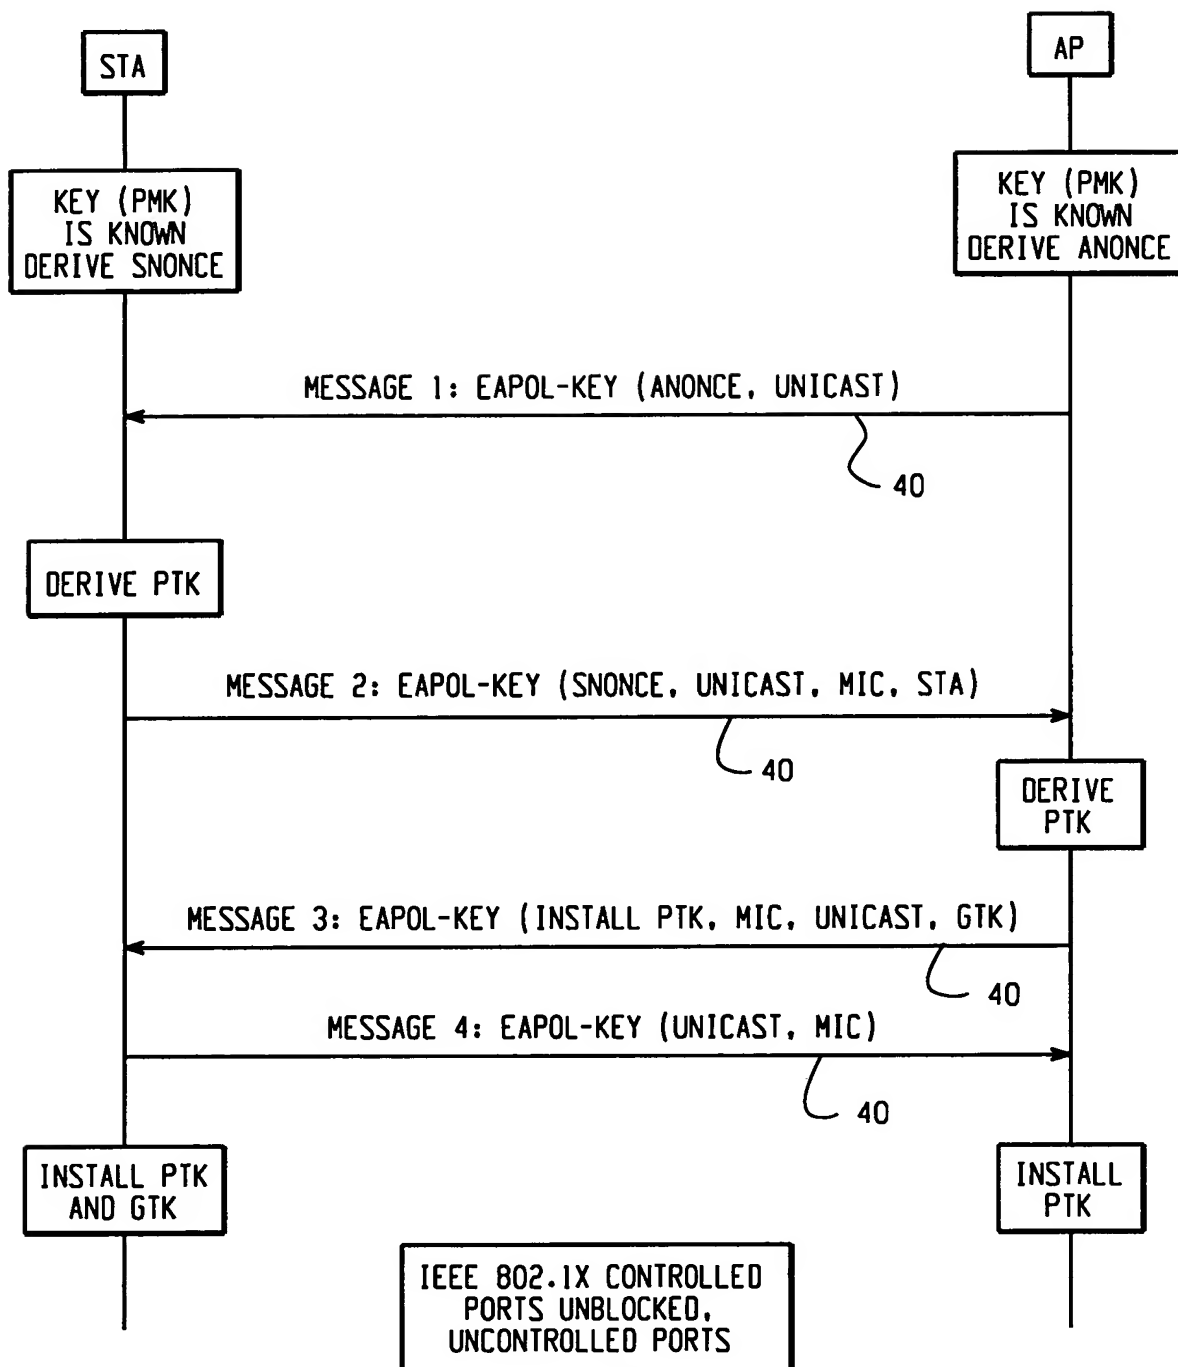 STA
AP
KEY (PMK)
IS KNOWN
DERIVE SNONCE
KEY (PMK)
IS KNOWN
DERIVE ANONCE
MESSAGE 1: EAPOL-KEY (ANONCE, UNICAST)
40
DERIVE PTK
MESSAGE 2: EAPOL-KEY (SNONCE, UNICAST, MIC, STA)
40
DERIVE
PTK
MESSAGE 3: EAPOL-KEY (INSTALL PTK, MIC, UNICAST, GTK)
40
MESSAGE 4: EAPOL-KEY (UNICAST, MIC)
40
INSTALL PTK
AND GTK
INSTALL
PTK
IEEE 802.1X CONTROLLED
PORTS UNBLOCKED,
UNCONTROLLED PORTS